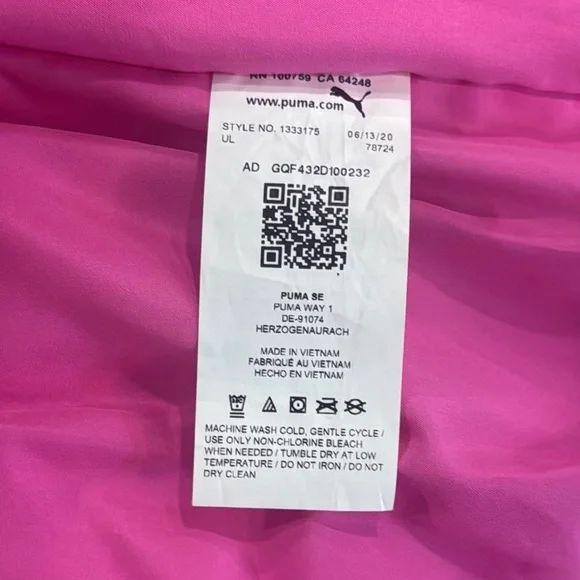 RN 100759 CA 64248
www.puma.com
STYLE NO. 1333175 06/13/20
UL 78724
AD GQF432D100232
PUMA SE
PUMA WAY 1
DE-91074
HERZOGENAURACH
MADE IN VIETNAM
FABRIQUÉ AU VIETNAM
HECHO EN VIETNAM
MACHINE WASH COLD, GENTLE CYCLE /
USE ONLY NON-CHLORINE BLEACH
WHEN NEEDED / TUMBLE DRY AT LOW
TEMPERATURE / DO NOT IRON / DO NOT
DRY CLEAN